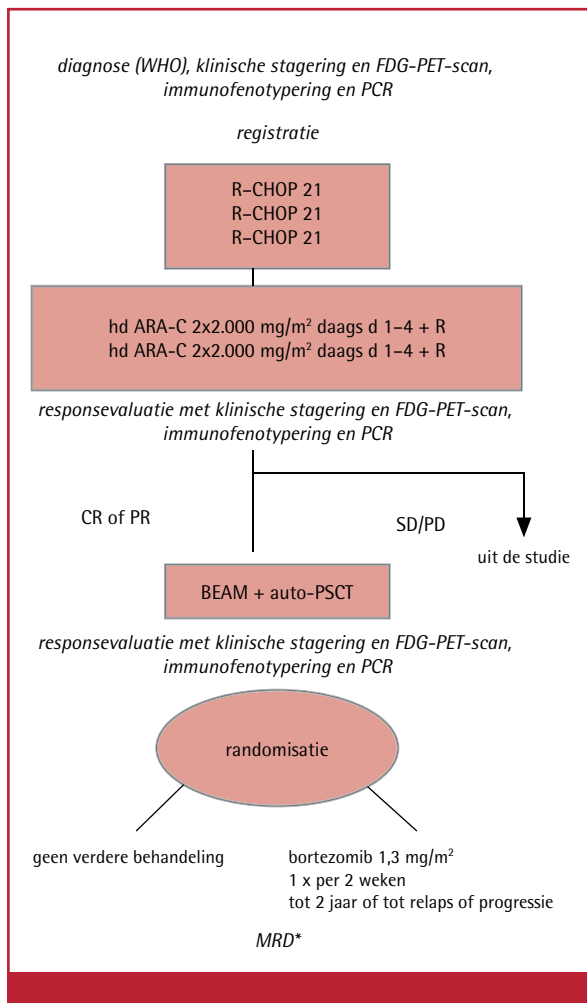 diagnose (WHO), klinische stagering en FDG-PET-scan,
immunofenotypering en PCR
registratie
R–CHOP 21
R–CHOP 21
R–CHOP 21
hd ARA-C 2x2.000 mg/m² daags d 1–4 + R
hd ARA-C 2x2.000 mg/m² daags d 1–4 + R
responsevaluatie met klinische stagering en FDG-PET-scan,
immunofenotypering en PCR
CR of PR
SD/PD
uit de studie
BEAM + auto-PSCT
responsevaluatie met klinische stagering en FDG-PET-scan,
immunofenotypering en PCR
randomisatie
geen verdere behandeling
bortezomib 1,3 mg/m²
1 x per 2 weken
tot 2 jaar of tot relaps of progressie
MRD*